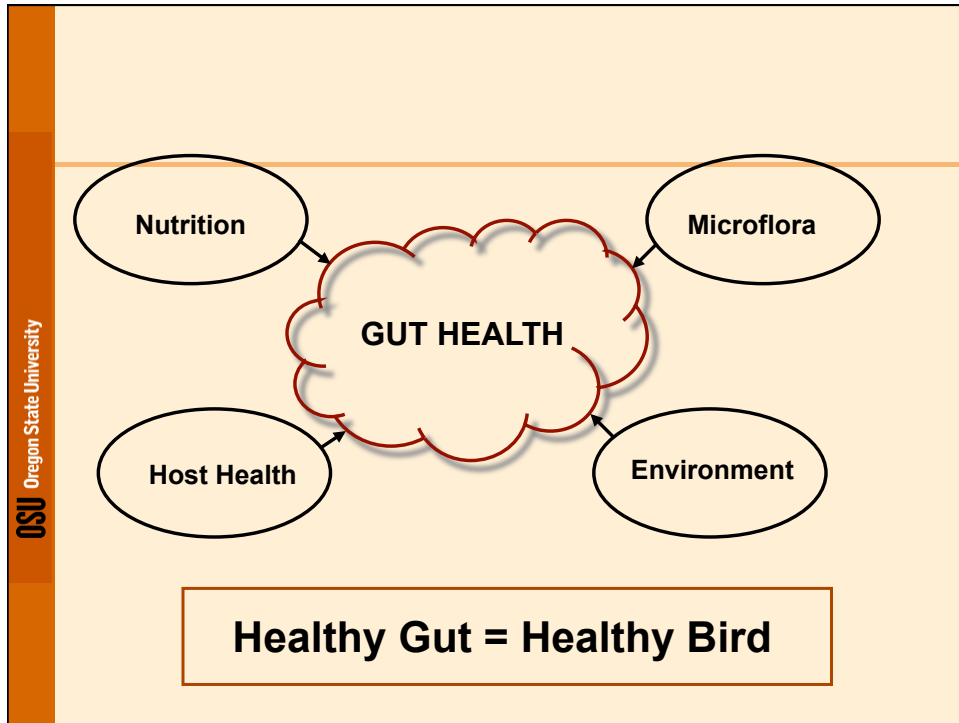 Nutrition
Microflora
GUT HEALTH
Host Health
Environment
Healthy Gut = Healthy Bird
OSU Oregon State University